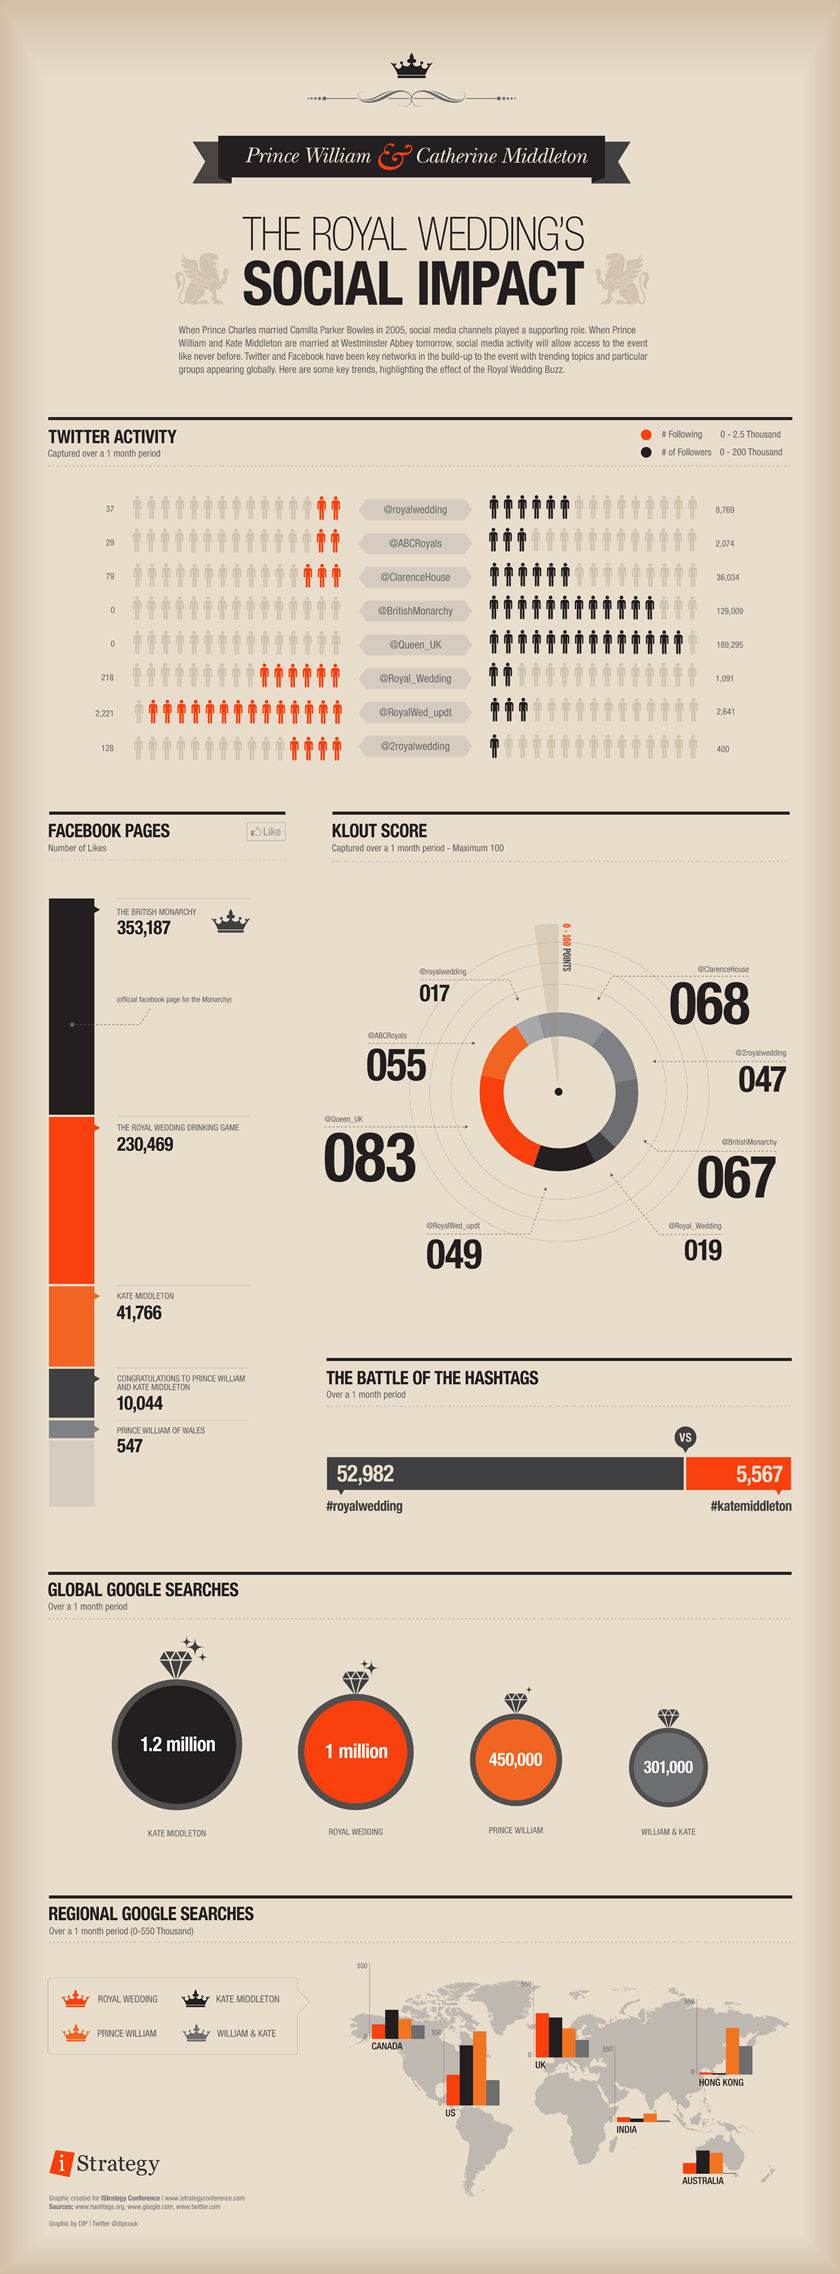 Prince William & Catherine Middleton
THE ROYAL WEDDING'S
SOCIAL IMPACT
When Prince Charles married Camilla Parker Bowles in 2005, social media channels played a supporting role. When Prince
William and Kate Middleton are married at Westminster Abbey tomorrow, social media activity will allow access to the event
like never before. Twitter and Facebook have been key networks in the build-up to the event with trending topics and particular
groups appearing globally. Here are some key trends, highlighting the effect of the Royal Wedding Buzz.
TWITTER ACTIVITY
Captured over a 1 month period
# Following 0 - 2.5 Thousand
# of Followers 0 - 200 Thousand
37 @royalwedding 8,769
29 @ABCRoyals 2,074
79 @ClarenceHouse 36,034
0 @BritishMonarchy 129,009
0 @Queen_UK 189,295
218 @Royal_Wedding 1,091
2,221 @RoyalWed_updt 2,641
128 @2royalwedding 400
FACEBOOK PAGES
Like
Number of Likes
THE BRITISH MONARCHY
353,187
(official facebook page for the Monarchy)
THE ROYAL WEDDING DRINKING GAME
230,469
KATE MIDDLETON
41,766
CONGRATULATIONS TO PRINCE WILLIAM
AND KATE MIDDLETON
10,044
PRINCE WILLIAM OF WALES
547
KLOUT SCORE
Captured over a 1 month period - Maximum 100
0 - 100 POINTS
@royalwedding
017
@ClarenceHouse
068
@ABCRoyals
055
@2royalwedding
047
@Queen_UK
083
@BritishMonarchy
067
@RoyalWed_updt
049
@Royal_Wedding
019
THE BATTLE OF THE HASHTAGS
Over a 1 month period
VS
52,982
5,567
#royalwedding
#katemiddleton
GLOBAL GOOGLE SEARCHES
Over a 1 month period
1.2 million
1 million
450,000
301,000
KATE MIDDLETON
ROYAL WEDDING
PRINCE WILLIAM
WILLIAM & KATE
REGIONAL GOOGLE SEARCHES
Over a 1 month period (0-550 Thousand)
ROYAL WEDDING
KATE MIDDLETON
PRINCE WILLIAM
WILLIAM & KATE
550
0
CANADA
550
0
US
550
0
UK
550
0
INDIA
550
0
HONG KONG
AUSTRALIA
i Strategy
Graphic created for iStrategy Conference | www.istrategyconference.com
Sources: www.hashtags.org, www.google.com, www.twitter.com
Graphic by DIP | Twitter @dipcouk